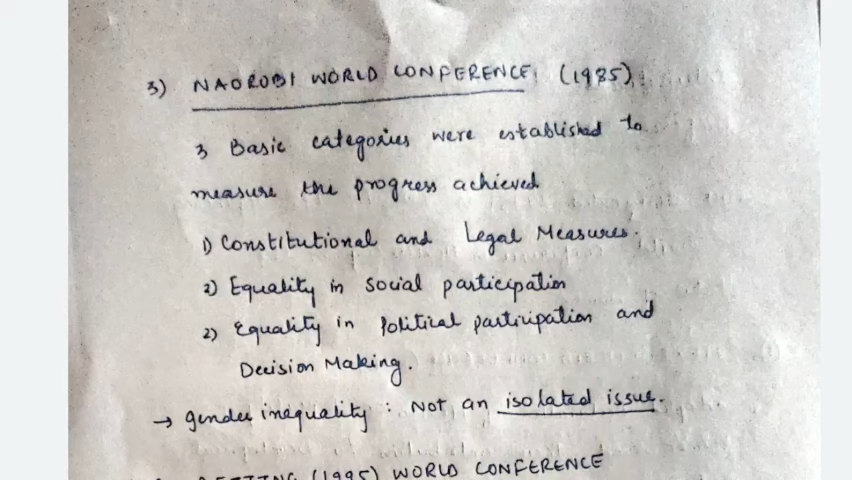 3) NAOROBI WORLD CONFERENCE (1985)
3 Basic categories were established to
measure the progress achieved
1) Constitutional and Legal Measures.
2) Equality in social participation
2) Equality in Political participation and
Decision Making.
→ gender inequality : Not an isolated issue.
(1995) WORLD CONFERENCE